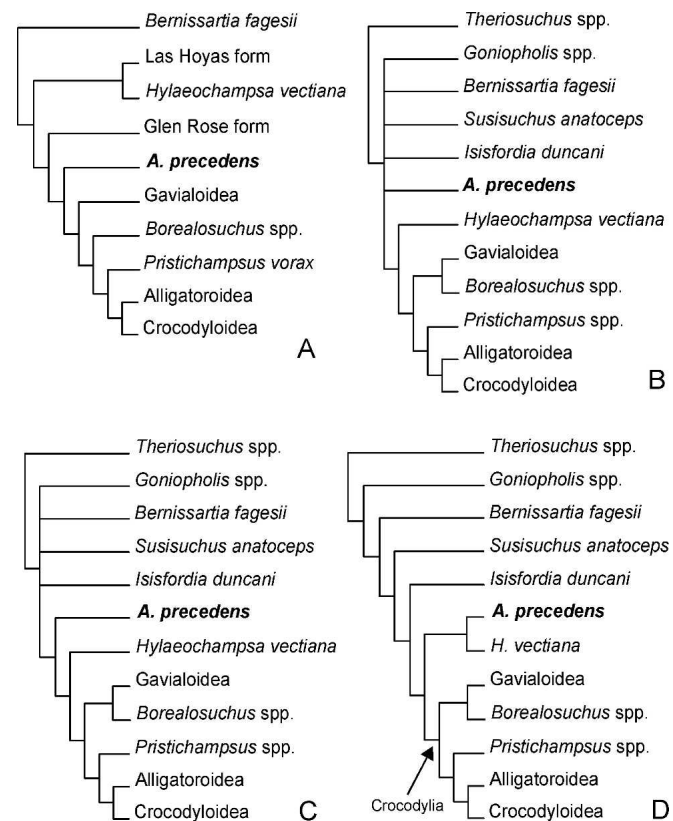 Bernissartia fagesii
Las Hoyas form
Hylaeochampsa vectiana
Glen Rose form
A. precedens
Gavialoidea
Borealosuchus spp.
Pristichampsus vorax
Alligatoroidea
Crocodyloidea
A
Theriosuchus spp.
Goniopholis spp.
Bernissartia fagesii
Susisuchus anatoceps
Isisfordia duncani
A. precedens
Hylaeochampsa vectiana
Gavialoidea
Borealosuchus spp.
Pristichampsus spp.
Alligatoroidea
Crocodyloidea
B
Theriosuchus spp.
Goniopholis spp.
Bernissartia fagesii
Susisuchus anatoceps
Isisfordia duncani
A. precedens
Hylaeochampsa vectiana
Gavialoidea
Borealosuchus spp.
Pristichampsus spp.
Alligatoroidea
Crocodyloidea
C
Theriosuchus spp.
Goniopholis spp.
Bernissartia fagesii
Susisuchus anatoceps
Isisfordia duncani
A. precedens
H. vectiana
Gavialoidea
Borealosuchus spp.
Pristichampsus spp.
Alligatoroidea
Crocodyloidea
Crocodylia
D